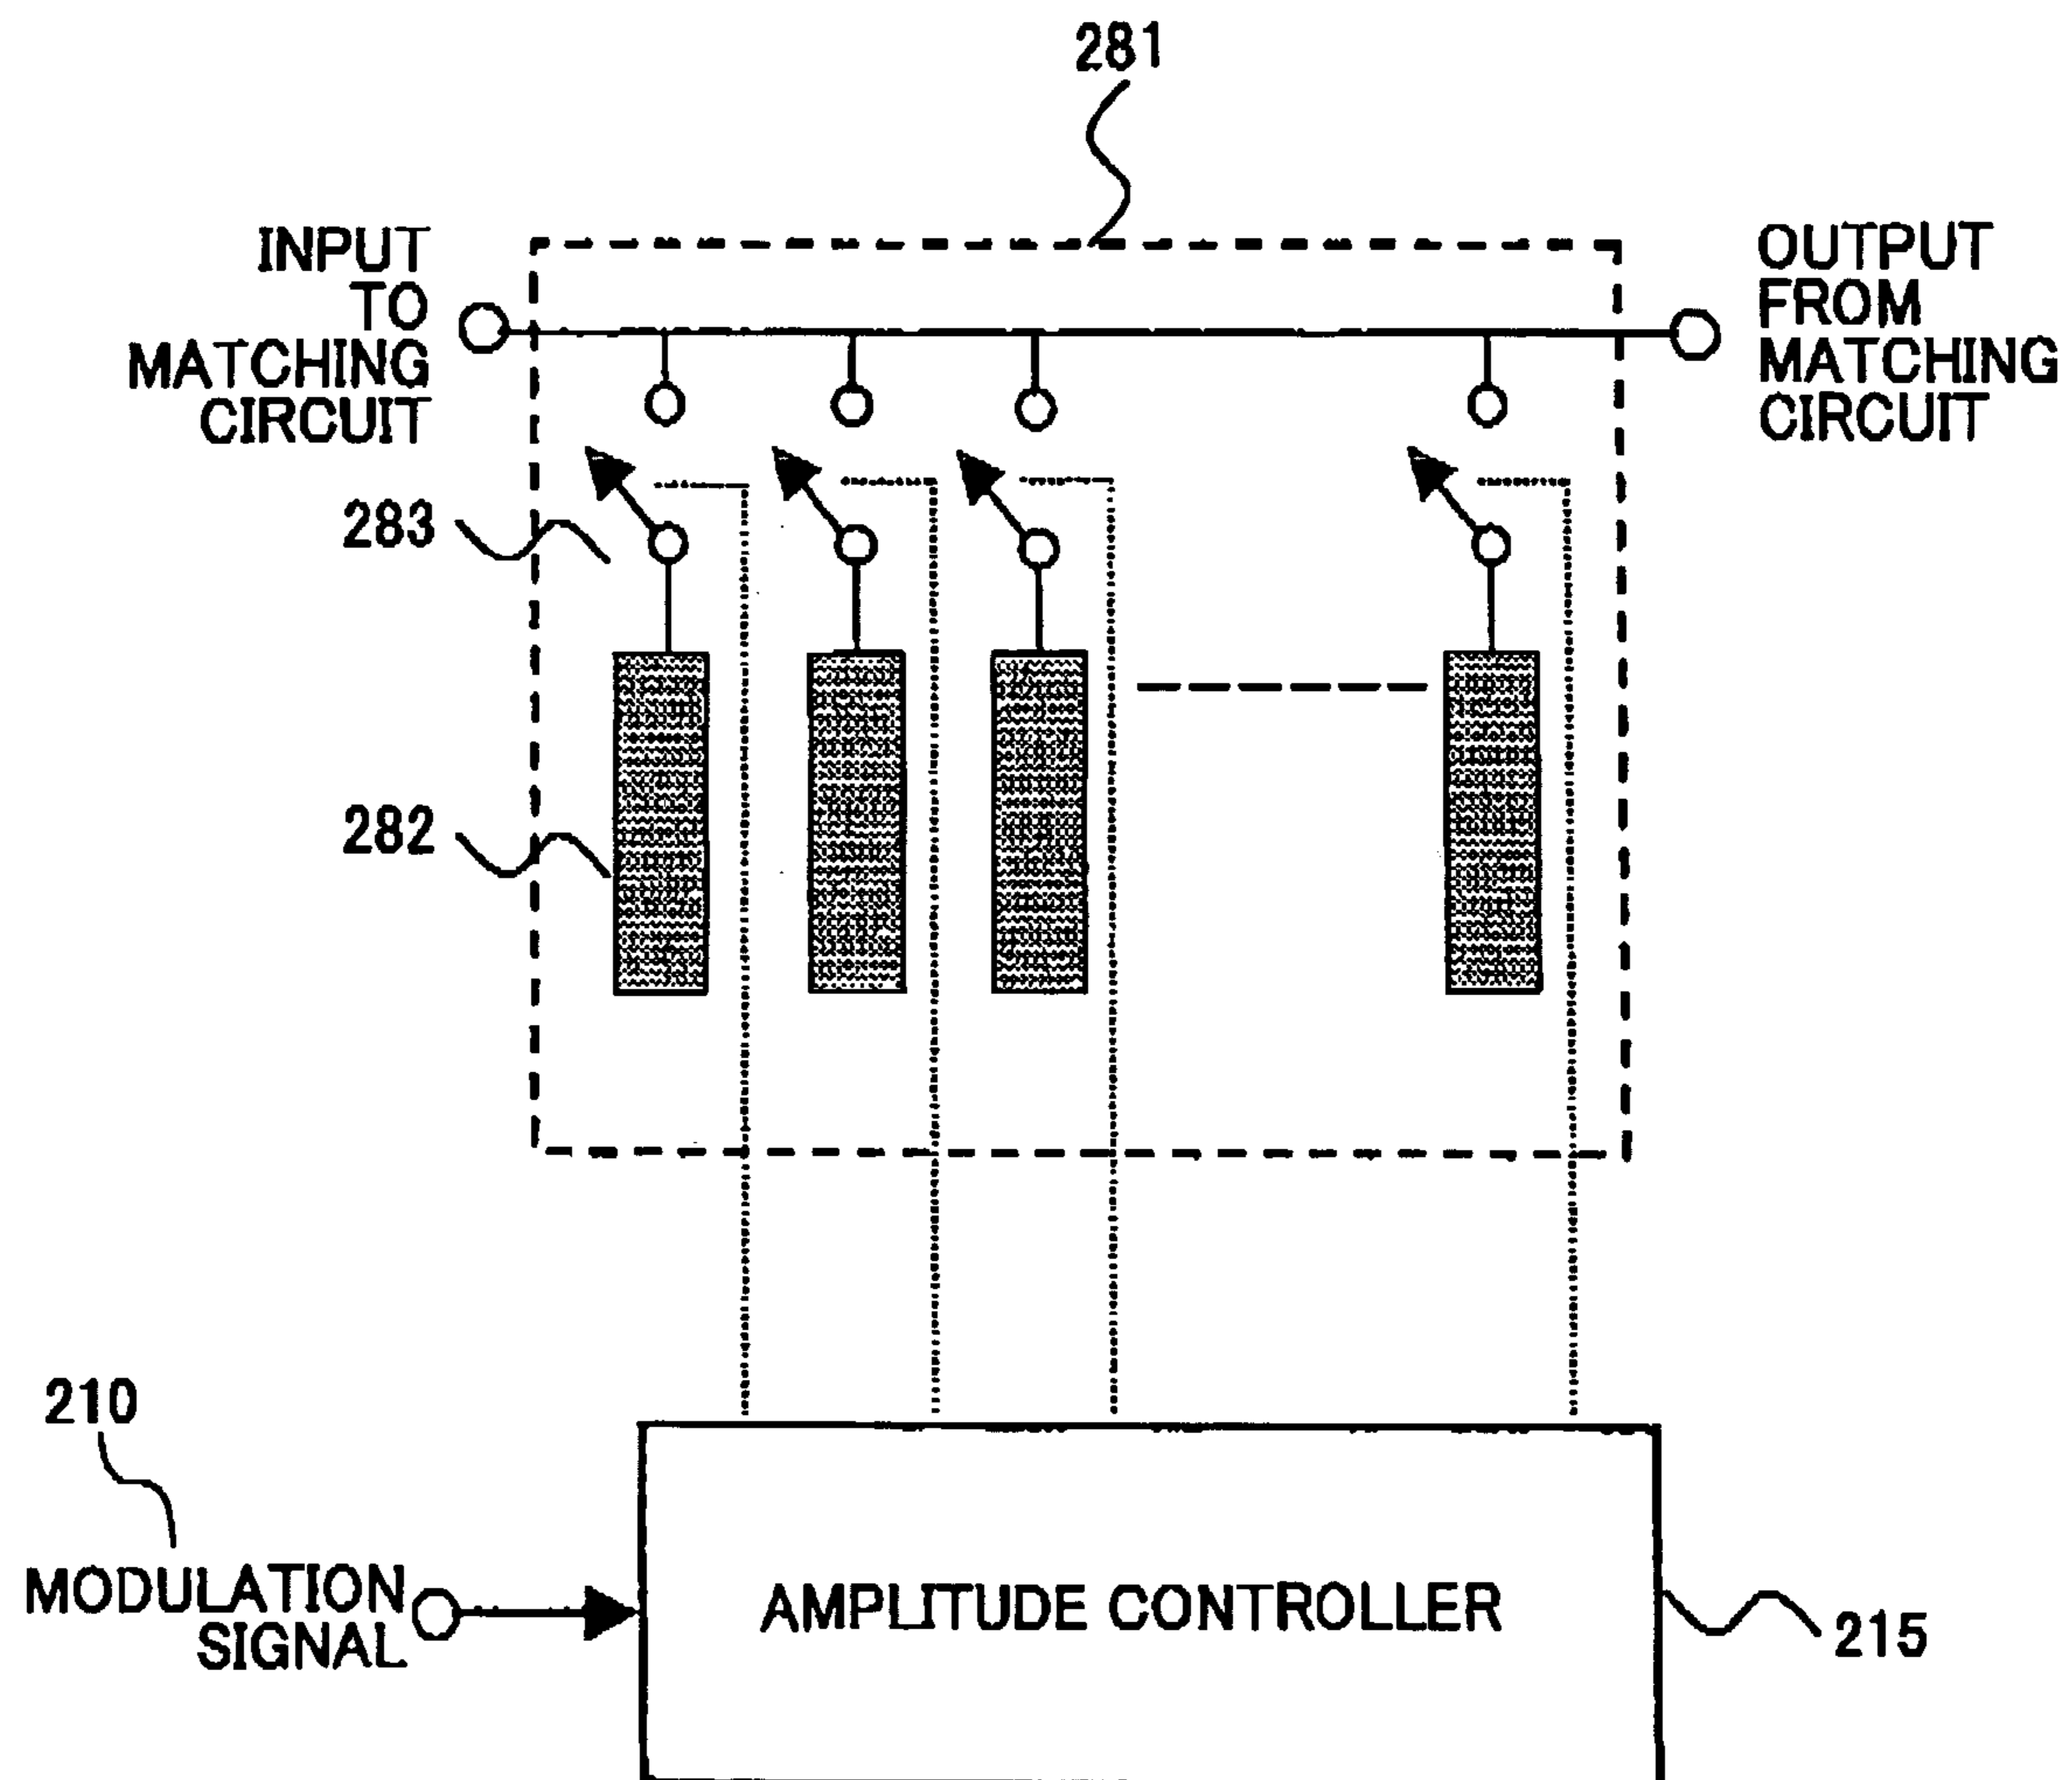 281
INPUT
TO
MATCHING
CIRCUIT
OUTPUT
FROM
MATCHING
CIRCUIT
283
282
210
MODULATION
SIGNAL
AMPLITUDE CONTROLLER
215